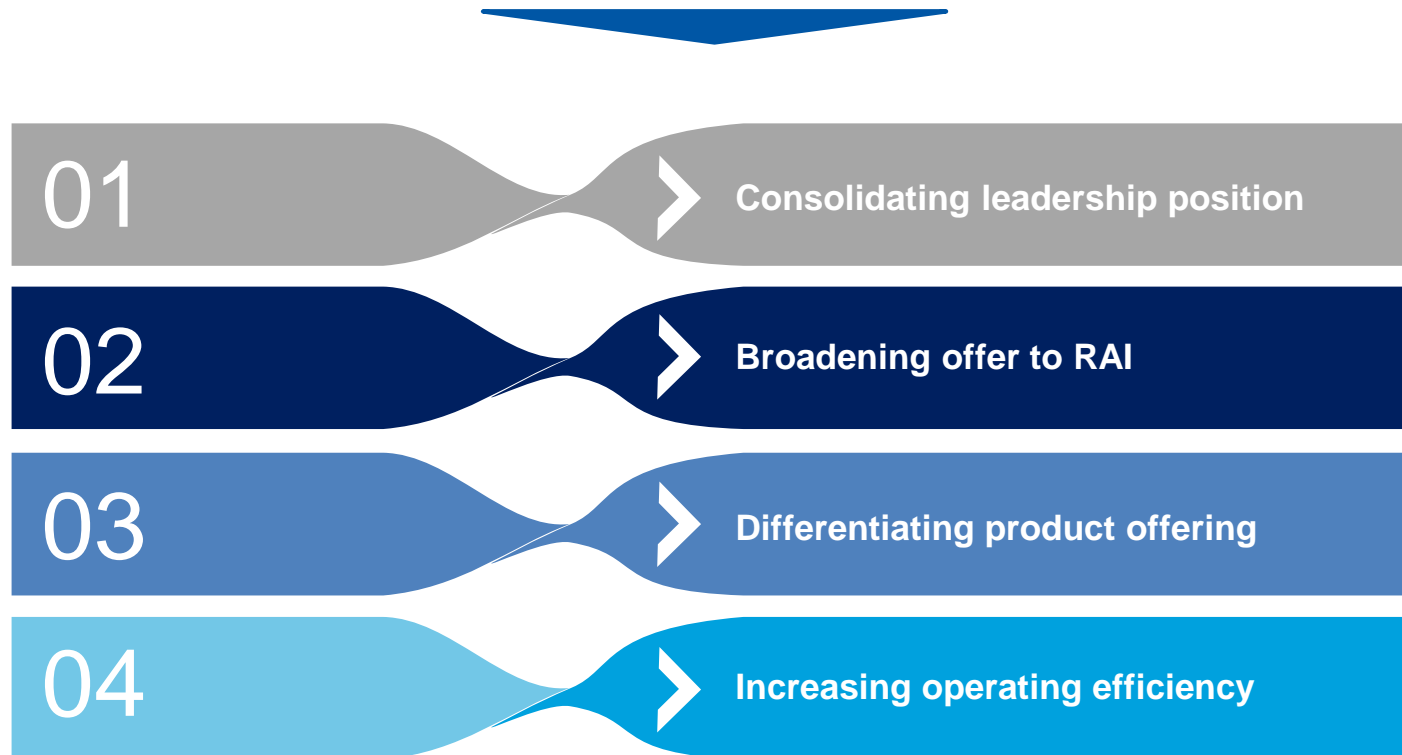 01
Consolidating leadership position
02
Broadening offer to RAI
03
Differentiating product offering
04
Increasing operating efficiency